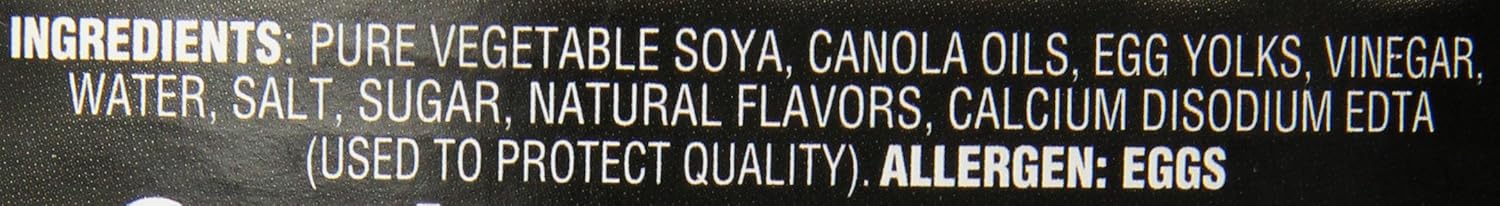 INGREDIENTS: PURE VEGETABLE SOYA, CANOLA OILS, EGG YOLKS, VINEGAR,
WATER, SALT, SUGAR, NATURAL FLAVORS, CALCIUM DISODIUM EDTA
(USED TO PROTECT QUALITY). ALLERGEN: EGGS